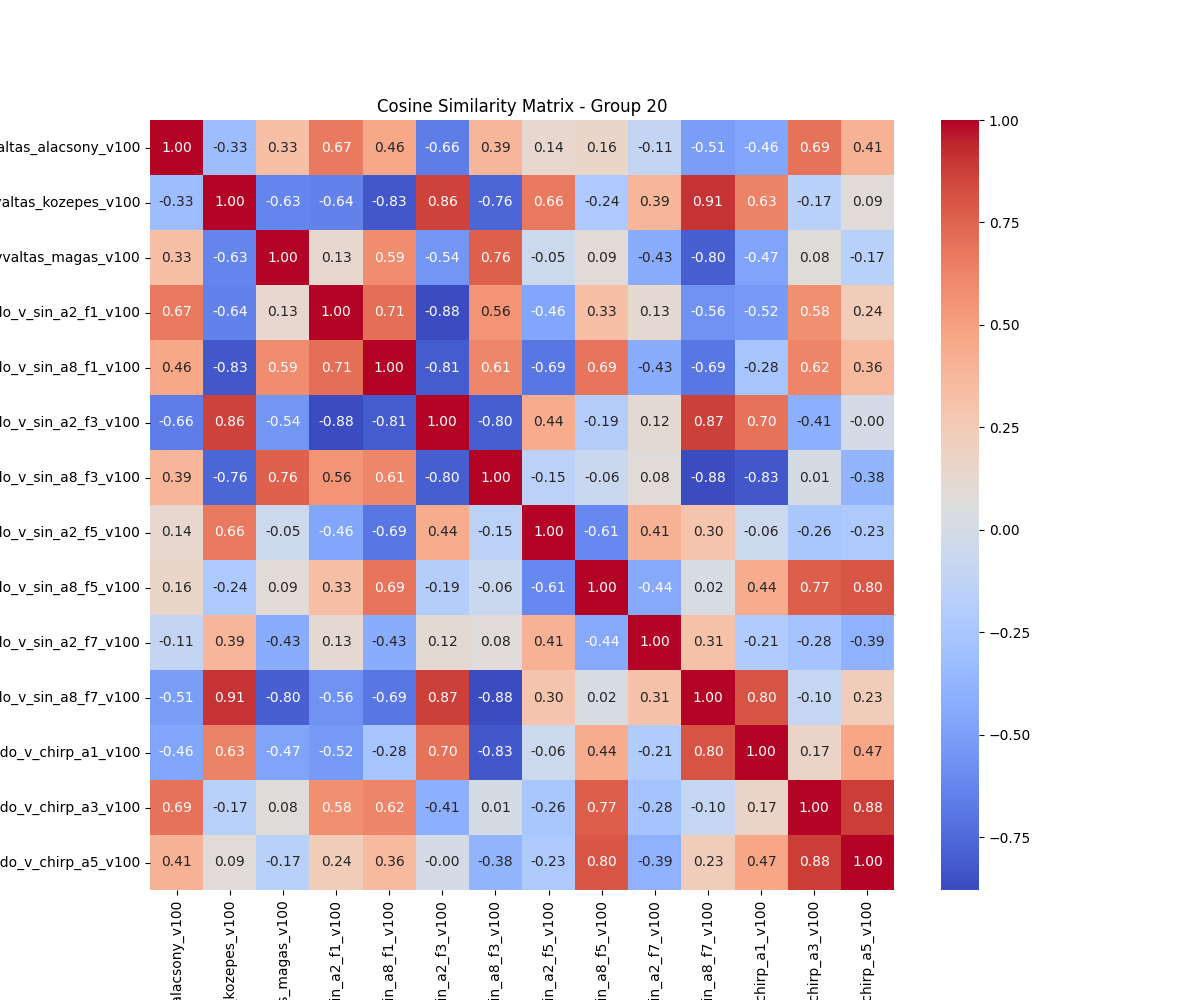 Cosine Similarity Matrix - Group 20
altas_alacsony_v100 1.00 -0.33 0.33 0.67 0.46 -0.66 0.39 0.14 0.16 -0.11 -0.51 -0.46 0.69 0.41
valtas_kozepes_v100 -0.33 1.00 -0.63 -0.64 -0.83 0.86 -0.76 0.66 -0.24 0.39 0.91 0.63 -0.17 0.09
vvaltas_magas_v100 0.33 -0.63 1.00 0.13 0.59 -0.54 0.76 -0.05 0.09 -0.43 -0.80 -0.47 0.08 -0.17
do_v_sin_a2_f1_v100 0.67 -0.64 0.13 1.00 0.71 -0.88 0.56 -0.46 0.33 0.13 -0.56 -0.52 0.58 0.24
do_v_sin_a8_f1_v100 0.46 -0.83 0.59 0.71 1.00 -0.81 0.61 -0.69 0.69 -0.43 -0.69 -0.28 0.62 0.36
do_v_sin_a2_f3_v100 -0.66 0.86 -0.54 -0.88 -0.81 1.00 -0.80 0.44 -0.19 0.12 0.87 0.70 -0.41 -0.00
do_v_sin_a8_f3_v100 0.39 -0.76 0.76 0.56 0.61 -0.80 1.00 -0.15 -0.06 0.08 -0.88 -0.83 0.01 -0.38
do_v_sin_a2_f5_v100 0.14 0.66 -0.05 -0.46 -0.69 0.44 -0.15 1.00 -0.61 0.41 0.30 -0.06 -0.26 -0.23
do_v_sin_a8_f5_v100 0.16 -0.24 0.09 0.33 0.69 -0.19 -0.06 -0.61 1.00 -0.44 0.02 0.44 0.77 0.80
do_v_sin_a2_f7_v100 -0.11 0.39 -0.43 0.13 -0.43 0.12 0.08 0.41 -0.44 1.00 0.31 -0.21 -0.28 -0.39
do_v_sin_a8_f7_v100 -0.51 0.91 -0.80 -0.56 -0.69 0.87 -0.88 0.30 0.02 0.31 1.00 0.80 -0.10 0.23
do_v_chirp_a1_v100 -0.46 0.63 -0.47 -0.52 -0.28 0.70 -0.83 -0.06 0.44 -0.21 0.80 1.00 0.17 0.47
do_v_chirp_a3_v100 0.69 -0.17 0.08 0.58 0.62 -0.41 0.01 -0.26 0.77 -0.28 -0.10 0.17 1.00 0.88
do_v_chirp_a5_v100 0.41 0.09 -0.17 0.24 0.36 -0.00 -0.38 -0.23 0.80 -0.39 0.23 0.47 0.88 1.00
alacsony_v100
kozepes_v100
s_magas_v100
in_a2_f1_v100
in_a8_f1_v100
in_a2_f3_v100
in_a8_f3_v100
in_a2_f5_v100
in_a8_f5_v100
in_a2_f7_v100
in_a8_f7_v100
chirp_a1_v100
chirp_a3_v100
chirp_a5_v100
1.00
0.75
0.50
0.25
0.00
−0.25
−0.50
−0.75